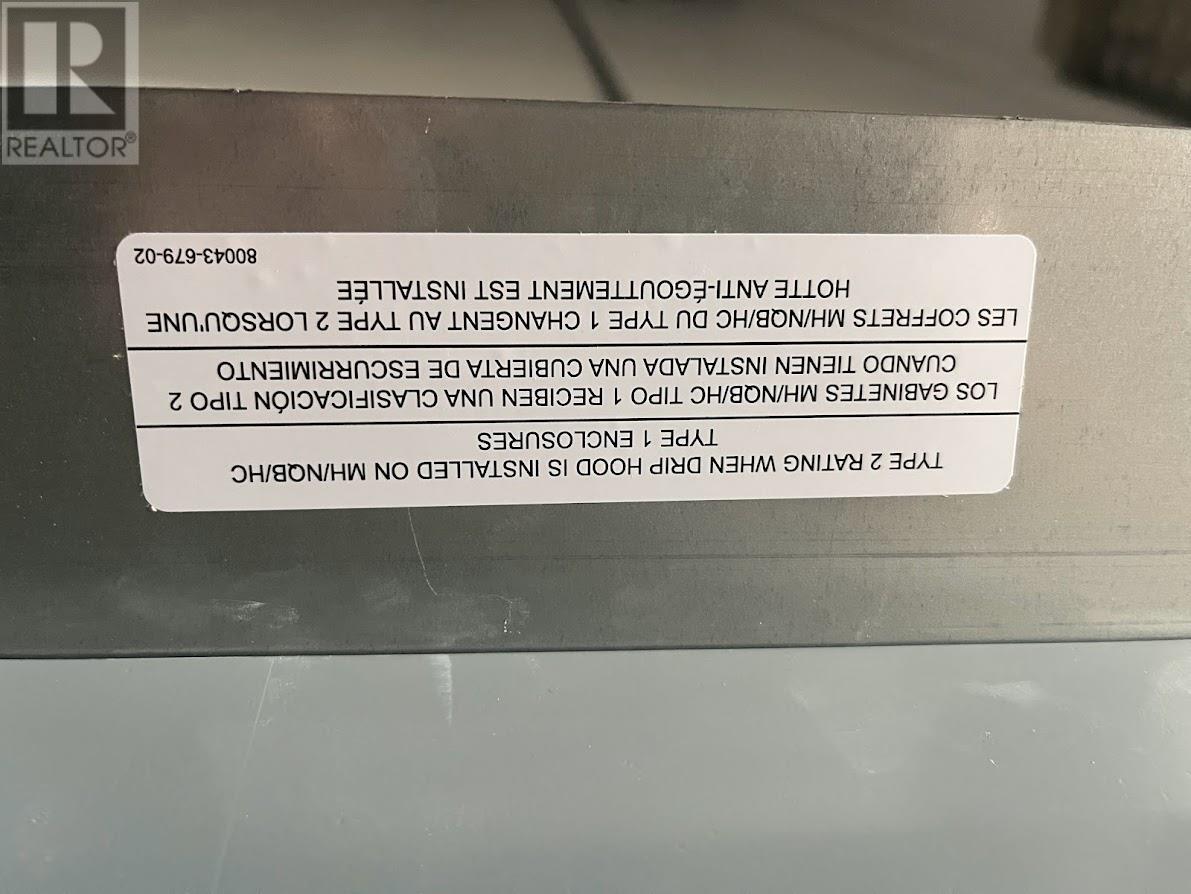 REALTOR®
TYPE 2 RATING WHEN DRIP HOOD IS INSTALLED ON MH/NQB/HC
TYPE 1 ENCLOSURES
LOS GABINETES MH/NQB/HC TIPO 1 RECIBEN UNA CLASIFICACIÓN TIPO 2
CUANDO TIENEN INSTALADA UNA CUBIERTA DE ESCURRIMIENTO
LES COFFRETS MH/NQB/HC DU TYPE 1 CHANGENT AU TYPE 2 LORSQU'UNE
HOTTE ANTI-ÉGOUTTEMENT EST INSTALLÉE
80043-679-02